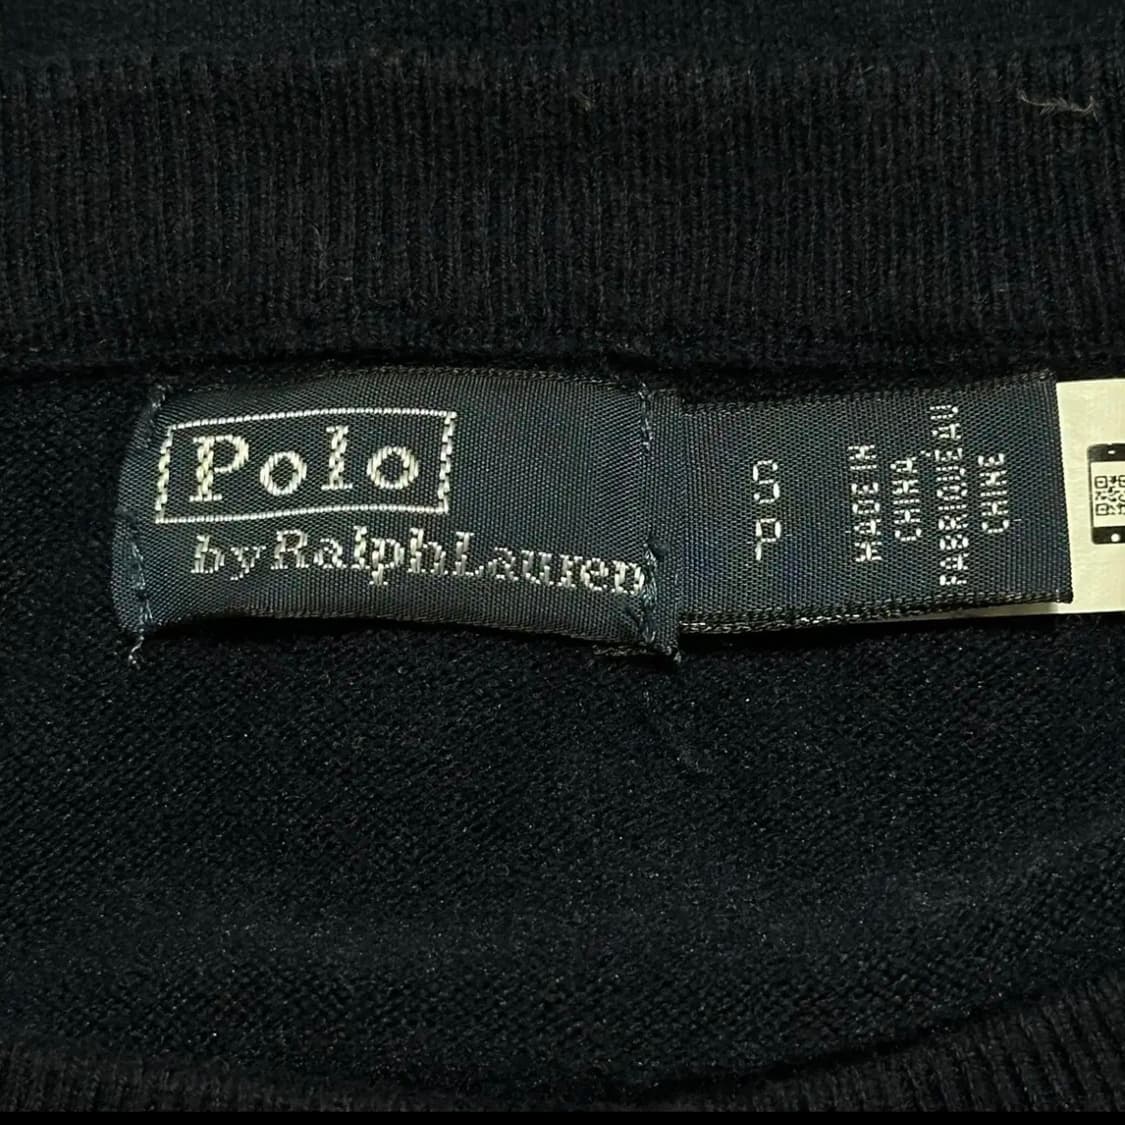 Polo
by Ralph Lauren
S
P
MADE IN
CHINA
FABRIQUÉ AU
CHINE